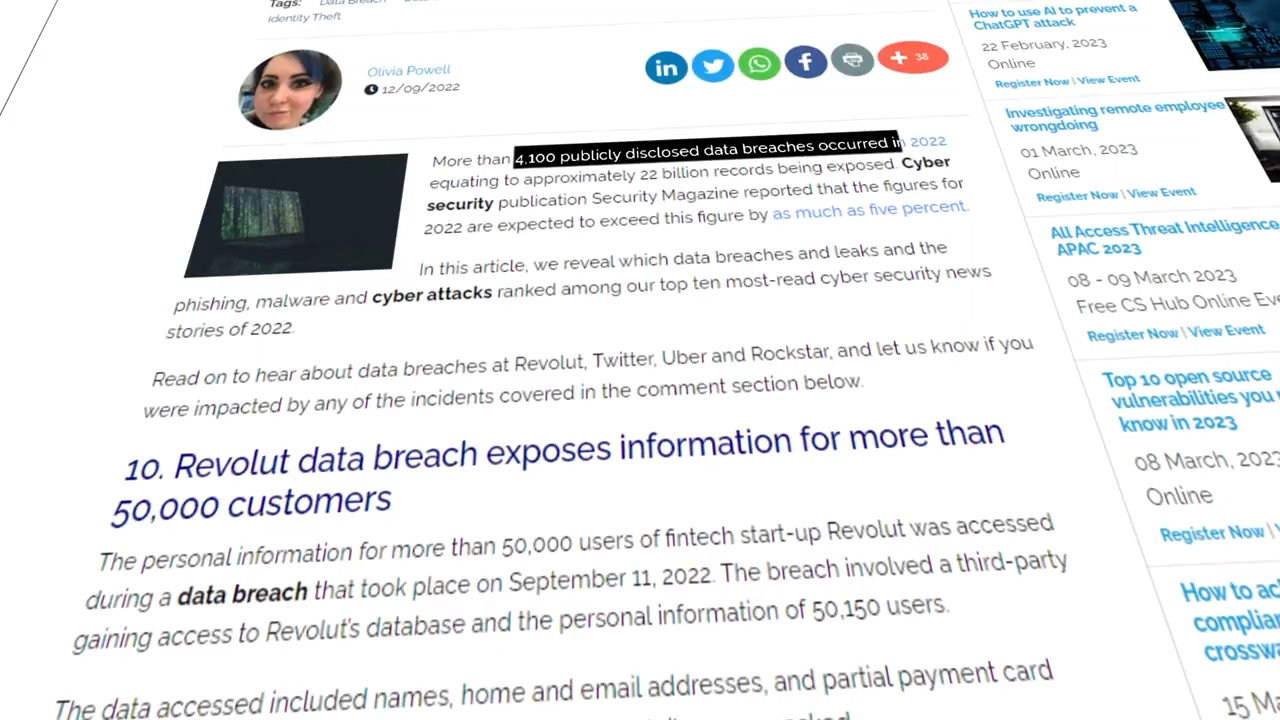 Tags:
Identity Theft
Olivia Powell
12/09/2022
in
f
+ 38
More than 4,100 publicly disclosed data breaches occurred in 2022
equating to approximately 22 billion records being exposed. Cyber
security publication Security Magazine reported that the figures for
2022 are expected to exceed this figure by as much as five percent.
In this article, we reveal which data breaches and leaks and the
phishing, malware and cyber attacks ranked among our top ten most-read cyber security news
stories of 2022.
Read on to hear about data breaches at Revolut, Twitter, Uber and Rockstar, and let us know if you
were impacted by any of the incidents covered in the comment section below.
10. Revolut data breach exposes information for more than
50,000 customers
The personal information for more than 50,000 users of fintech start-up Revolut was accessed
during a data breach that took place on September 11, 2022. The breach involved a third-party
gaining access to Revolut's database and the personal information of 50,150 users.
The data accessed included names, home and email addresses, and partial payment card
How to use AI to prevent a
ChatGPT attack
22 February, 2023
Online
Register Now | View Event
Investigating remote employee
wrongdoing
01 March, 2023
Online
Register Now | View Event
All Access Threat Intelligence
APAC 2023
08 - 09 March 2023
Free CS Hub Online
Register Now | View Event
Top 10 open source
vulnerabilities you
know in 2023
08 March, 2023
Online
Register Now |
How to
15